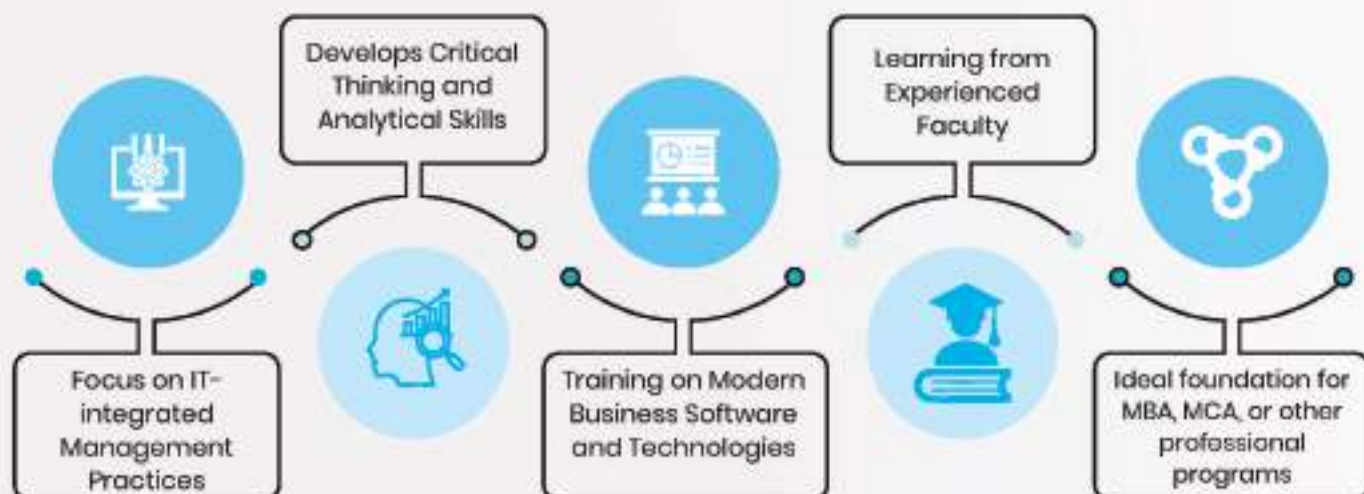 Focus on IT-
integrated
Management
Practices
Develops Critical
Thinking and
Analytical Skills
Training on Modern
Business Software
and Technologies
Learning from
Experienced
Faculty
Ideal foundation for
MBA, MCA, or other
professional
programs